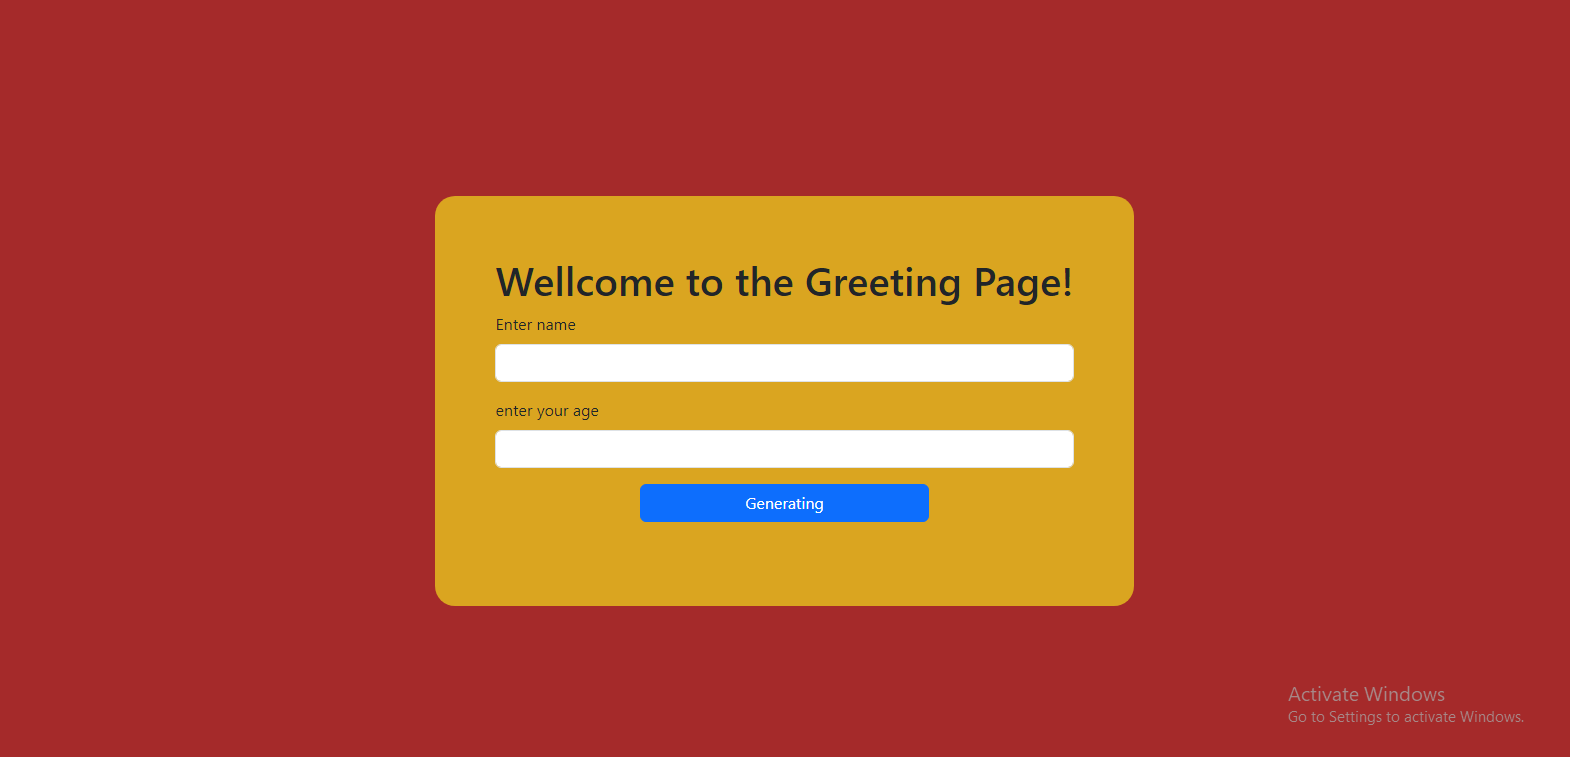 Wellcome to the Greeting Page!
Enter name
enter your age
Generating
Activate Windows
Go to Settings to activate Windows.